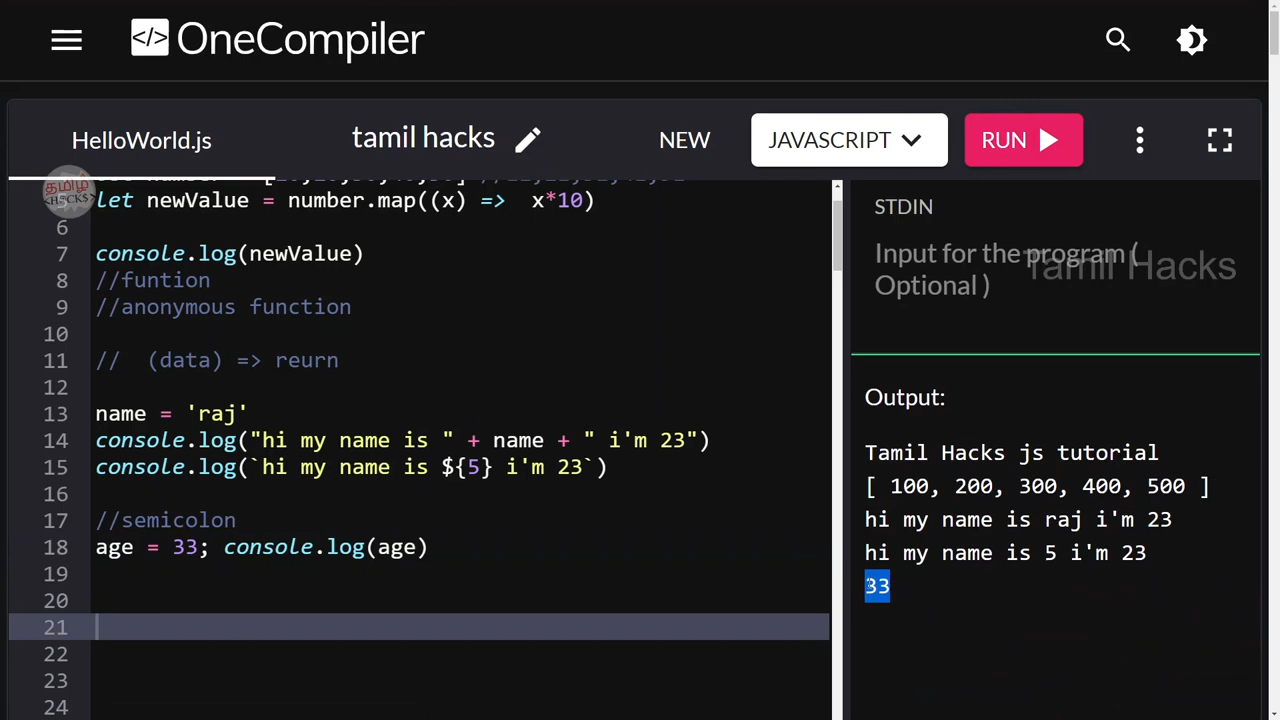 </> OneCompiler
HelloWorld.js
tamil hacks
NEW
JAVASCRIPT
RUN
தமிழ்
<HACKS>
5 let newValue = number.map((x) =>  x*10)
6
7 console.log(newValue)
8 //funtion
9 //anonymous function
10
11 //  (data) => reurn
12
13 name = 'raj'
14 console.log("hi my name is " + name + " i'm 23")
15 console.log(`hi my name is ${5} i'm 23`)
16
17 //semicolon
18 age = 33; console.log(age)
19
20
21
22
23
24
STDIN
Input for the program (
Optional )
Tamil Hacks
Output:
Tamil Hacks js tutorial
[ 100, 200, 300, 400, 500 ]
hi my name is raj i'm 23
hi my name is 5 i'm 23
33